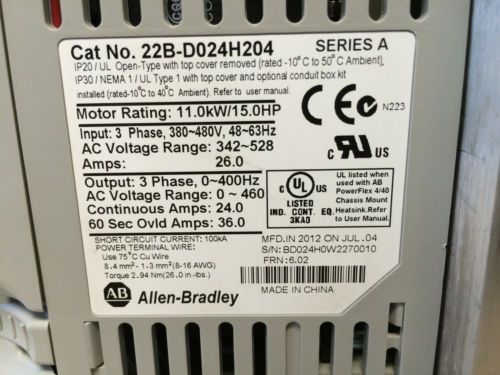 Cat No. 22B-D024H204 SERIES A
IP20 / UL Open-Type with top cover removed (rated -10°C to 50°C Ambient),
IP30 / NEMA 1 / UL Type 1 with top cover and optional conduit box kit
installed (rated-10°C to 40°C Ambient). Refer to user manual.
Motor Rating: 11.0kW/15.0HP
Input: 3 Phase, 380~480V, 48~63Hz
AC Voltage Range: 342~528
Amps: 26.0
Output: 3 Phase, 0~400Hz
AC Voltage Range: 0~ 460
Continuous Amps: 24.0
60 Sec Ovld Amps: 36.0
CE
N223
c RU US
UL
LISTED
IND. CONT. EQ.
3KA0
UL listed when
used with AB
PowerFlex 4/40
Chassis Mount
Heatsink.Refer
to User Manual.
SHORT CIRCUIT CURRENT: 100kA
POWER TERMINAL WIRE:
Use 75°C Cu Wire
8.4 mm²- 1.3 mm²(8-16 AWG)
Torque 2.94 Nm(26.0 in.-lbs.)
MFD.IN 2012 ON JUL .04
S/N: BD024H0W2270010
FRN :6.02
AB Allen-Bradley
MADE IN CHINA